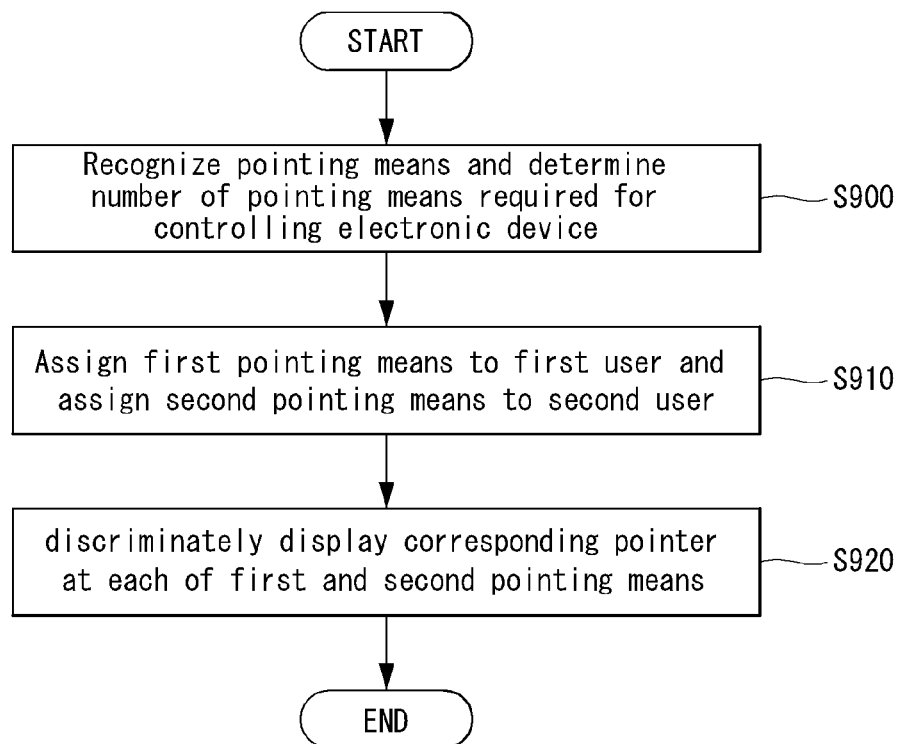 START
Recognize pointing means and determine
number of pointing means required for
controlling electronic device
S900
Assign first pointing means to first user and
assign second pointing means to second user
S910
discriminately display corresponding pointer
at each of first and second pointing means
S920
END